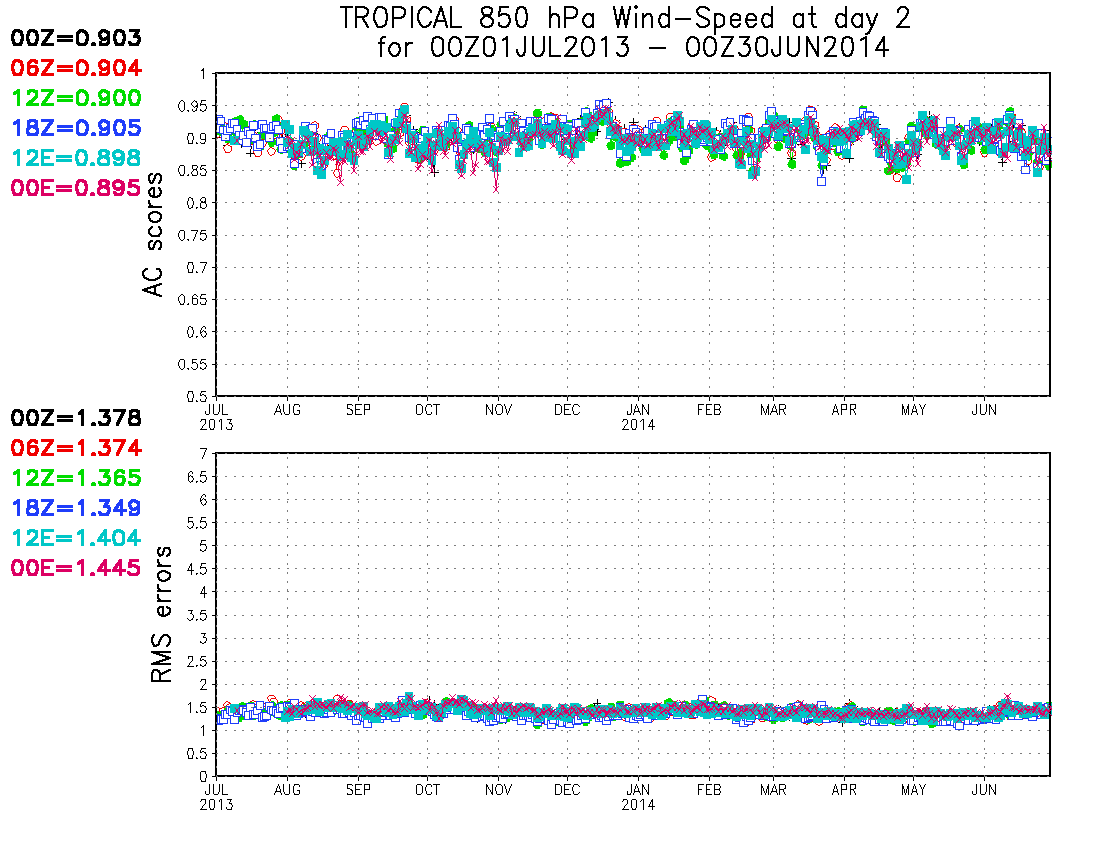 TROPICAL 850 hPa Wind-Speed at day 2
for 00Z01JUL2013 - 00Z30JUN2014
00Z=0.903
06Z=0.904
12Z=0.900
18Z=0.905
12E=0.898
00E=0.895
AC scores
1
0.95
0.9
0.85
0.8
0.75
0.7
0.65
0.6
0.55
0.5
JUL AUG SEP OCT NOV DEC JAN FEB MAR APR MAY JUN
2013 2014
00Z=1.378
06Z=1.374
12Z=1.365
18Z=1.349
12E=1.404
00E=1.445
RMS errors
7
6.5
6
5.5
5
4.5
4
3.5
3
2.5
2
1.5
1
0.5
0
JUL AUG SEP OCT NOV DEC JAN FEB MAR APR MAY JUN
2013 2014